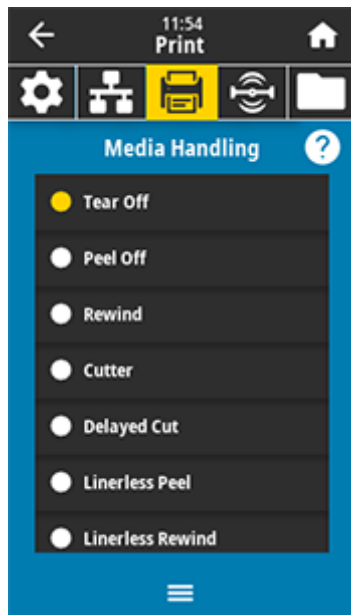 11:54
Print
Media Handling
?
Tear Off
Peel Off
Rewind
Cutter
Delayed Cut
Linerless Peel
Linerless Rewind